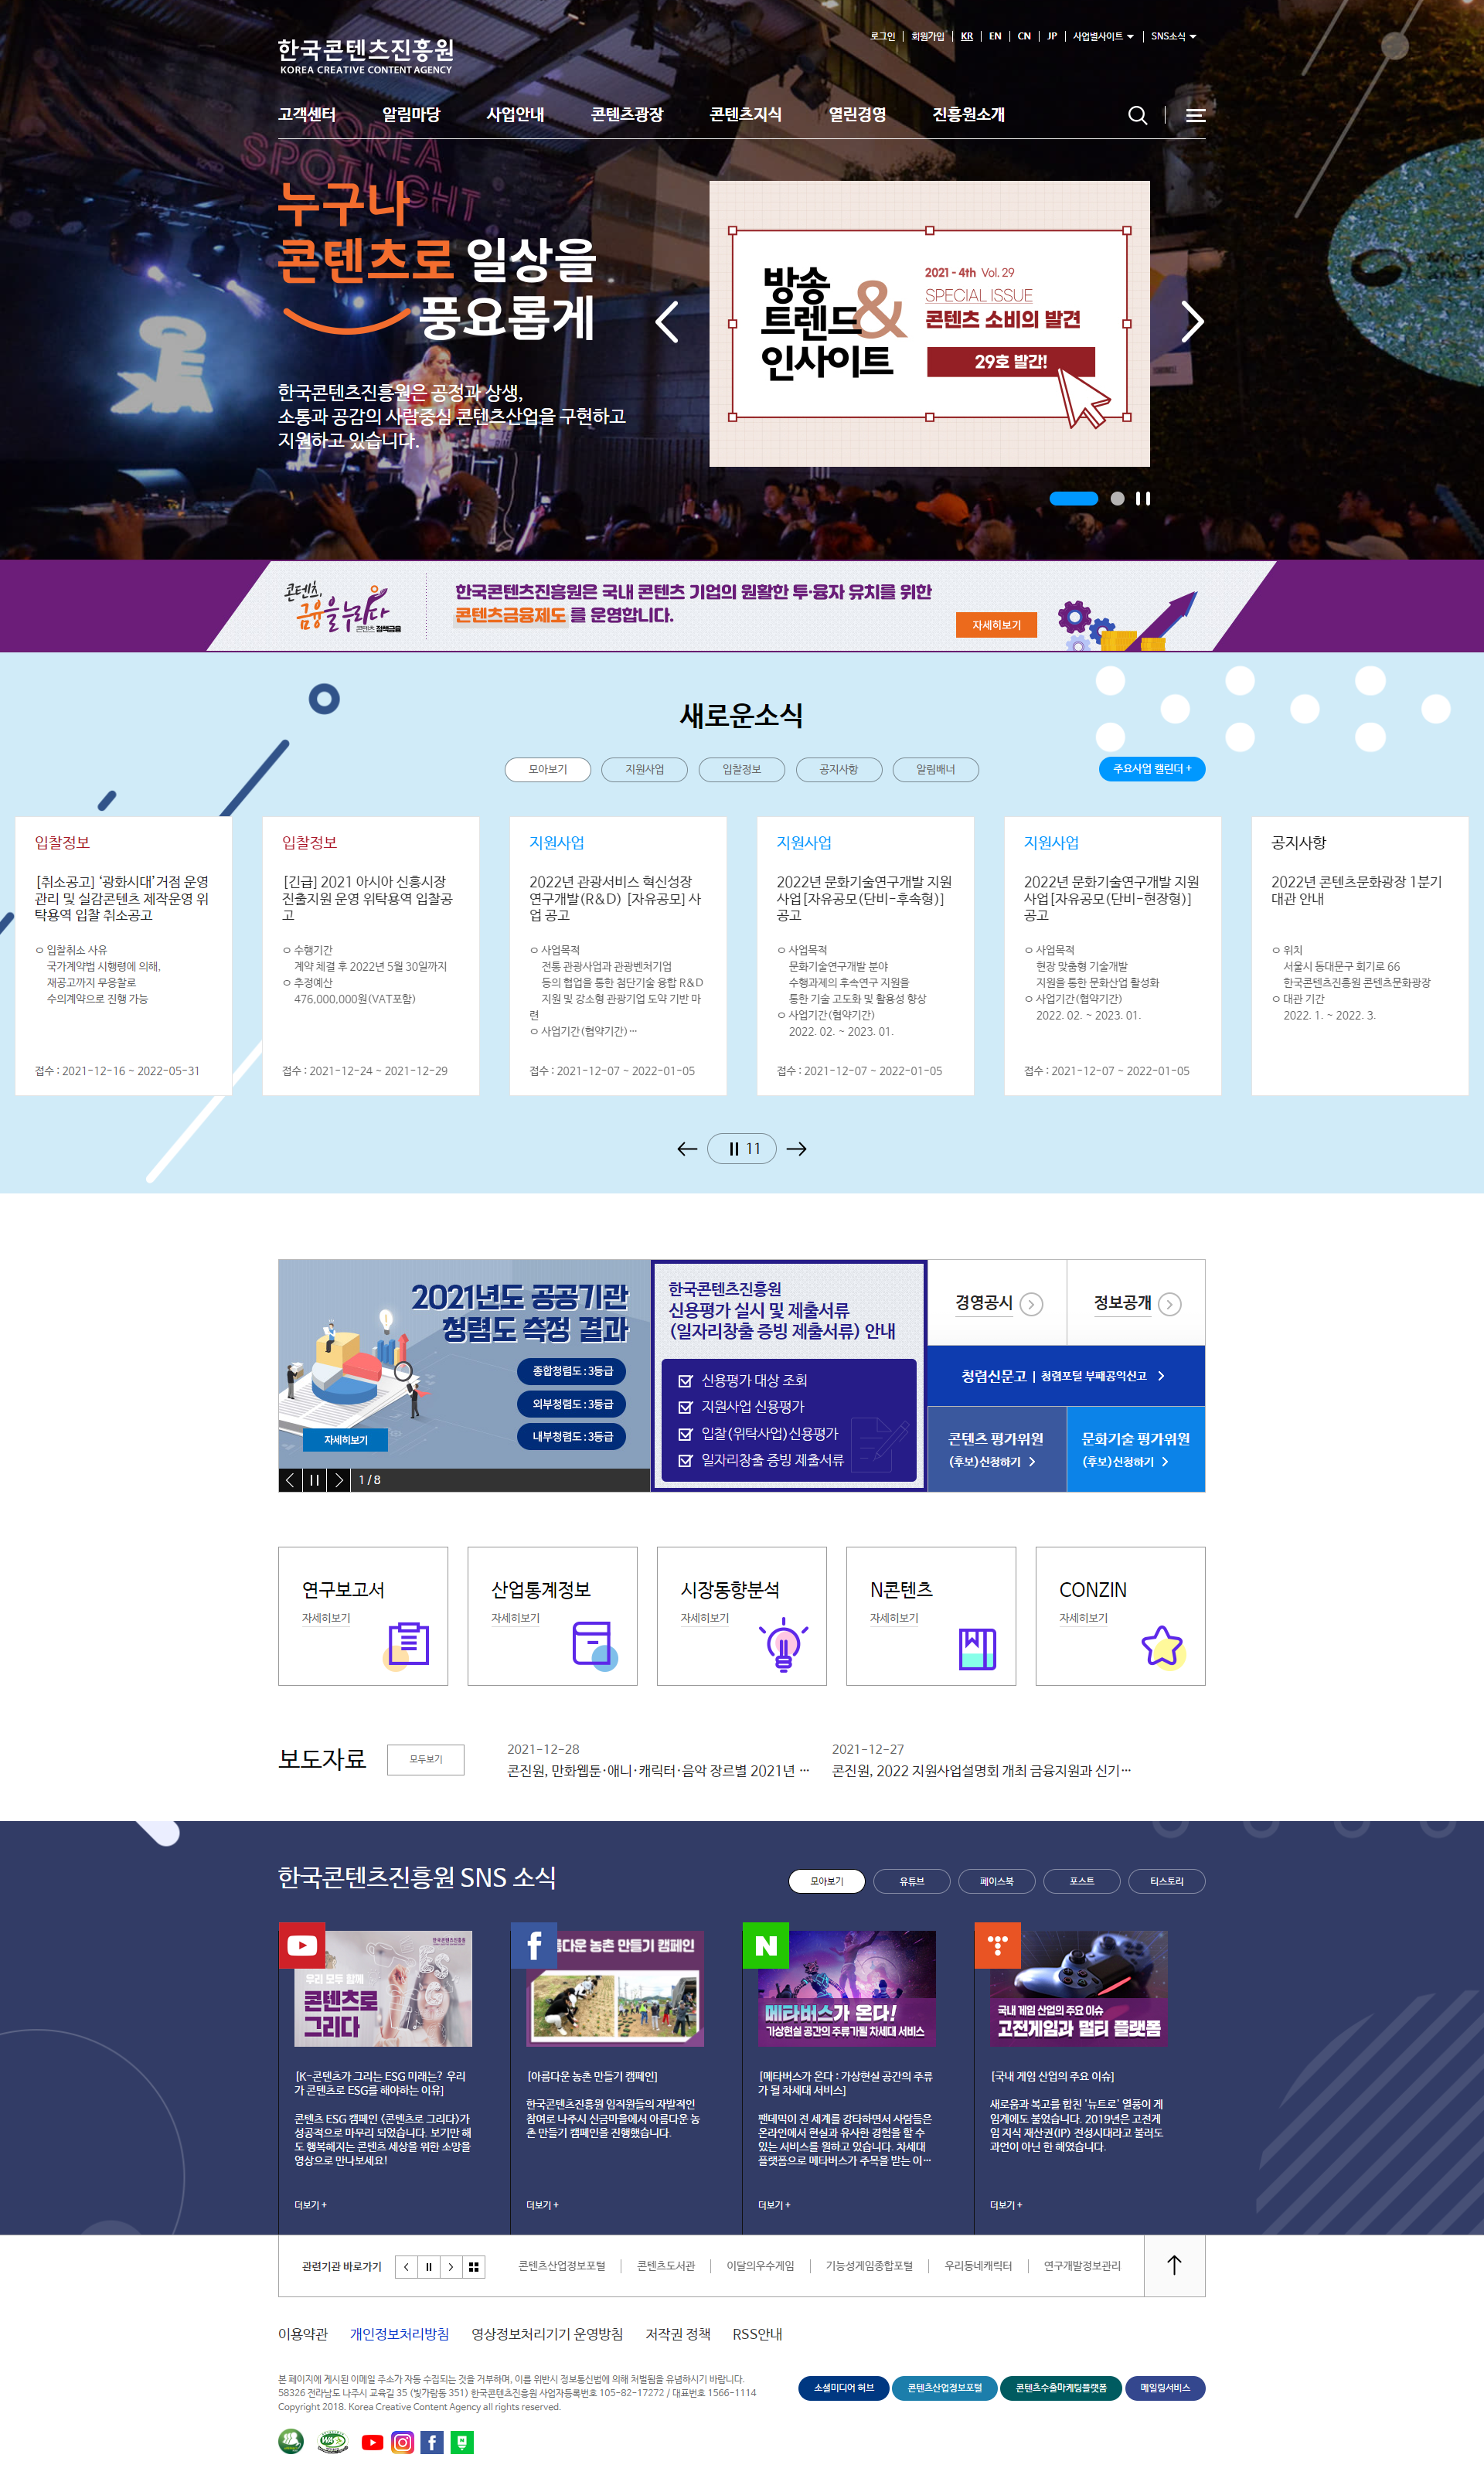 한국콘텐츠진흥원
KOREA CREATIVE CONTENT AGENCY
로그인
회원가입
KR
EN
CN
JP
사업별사이트
SNS소식
고객센터
알림마당
사업안내
콘텐츠광장
콘텐츠지식
열린경영
진흥원소개
KOREA
SPOTLIGHT
누구나
콘텐츠로 일상을
풍요롭게
한국콘텐츠진흥원은 공정과 상생,
소통과 공감의 사람중심 콘텐츠산업을 구현하고
지원하고 있습니다.
방송
트렌드&
인사이트
2021 - 4th Vol. 29
SPECIAL ISSUE
콘텐츠 소비의 발견
29호 발간!
콘텐츠,
금융을 누리다
콘텐츠 정책금융
한국콘텐츠진흥원은 국내 콘텐츠 기업의 원활한 투·융자 유치를 위한
콘텐츠금융제도 를 운영합니다.
자세히보기
새로운소식
모아보기
지원사업
입찰정보
공지사항
알림배너
주요사업 캘린더 +
입찰정보
[취소공고] ‘광화시대’거점 운영
관리 및 실감콘텐츠 제작운영 위
탁용역 입찰 취소공고
ㅇ 입찰취소 사유
국가계약법 시행령에 의해,
재공고까지 무응찰로
수의계약으로 진행 가능
접수 : 2021-12-16 ~ 2022-05-31
입찰정보
[긴급] 2021 아시아 신흥시장
진출지원 운영 위탁용역 입찰공
고
ㅇ 수행기간
계약 체결 후 2022년 5월 30일까지
ㅇ 추정예산
476,000,000원(VAT포함)
접수 : 2021-12-24 ~ 2021-12-29
지원사업
2022년 관광서비스 혁신성장
연구개발(R&D) [자유공모] 사
업 공고
ㅇ 사업목적
전통 관광사업과 관광벤처기업
등의 협업을 통한 첨단기술 융합 R&D
지원 및 강소형 관광기업 도약 기반 마
련
ㅇ 사업기간(협약기간)…
접수 : 2021-12-07 ~ 2022-01-05
지원사업
2022년 문화기술연구개발 지원
사업[자유공모(단비-후속형)]
공고
ㅇ 사업목적
문화기술연구개발 분야
수행과제의 후속연구 지원을
통한 기술 고도화 및 활용성 향상
ㅇ 사업기간(협약기간)
2022. 02. ~ 2023. 01.
접수 : 2021-12-07 ~ 2022-01-05
지원사업
2022년 문화기술연구개발 지원
사업[자유공모(단비-현장형)]
공고
ㅇ 사업목적
현장 맞춤형 기술개발
지원을 통한 문화산업 활성화
ㅇ 사업기간(협약기간)
2022. 02. ~ 2023. 01.
접수 : 2021-12-07 ~ 2022-01-05
공지사항
2022년 콘텐츠문화광장 1분기
대관 안내
ㅇ 위치
서울시 동대문구 회기로 66
한국콘텐츠진흥원 콘텐츠문화광장
ㅇ 대관 기간
2022. 1. ~ 2022. 3.
11
2021년도 공공기관
청렴도 측정 결과
종합청렴도 : 3등급
외부청렴도 : 3등급
내부청렴도 : 3등급
자세히보기
1 / 8
한국콘텐츠진흥원
신용평가 실시 및 제출서류
(일자리창출 증빙 제출서류) 안내
신용평가 대상 조회
지원사업 신용평가
입찰(위탁사업)신용평가
일자리창출 증빙 제출서류
경영공시
정보공개
청렴신문고 | 청렴포털 부패공익신고
콘텐츠 평가위원
(후보)신청하기
문화기술 평가위원
(후보)신청하기
연구보고서
자세히보기
산업통계정보
자세히보기
시장동향분석
자세히보기
N콘텐츠
자세히보기
CONZIN
자세히보기
보도자료
모두보기
2021-12-28
콘진원, 만화웹툰·애니·캐릭터·음악 장르별 2021년 …
2021-12-27
콘진원, 2022 지원사업설명회 개최 금융지원과 신기…
한국콘텐츠진흥원 SNS 소식
모아보기
유튜브
페이스북
포스트
티스토리
한국콘텐츠진흥원
우리 모두 함께
콘텐츠로
그리다
ESG
[K-콘텐츠가 그리는 ESG 미래는? 우리
가 콘텐츠로 ESG를 해야하는 이유]
콘텐츠 ESG 캠페인 <콘텐츠로 그리다>가
성공적으로 마무리 되었습니다. 보기만 해
도 행복해지는 콘텐츠 세상을 위한 소망을
영상으로 만나보세요!
더보기 +
f
름다운 농촌 만들기 캠페인
[아름다운 농촌 만들기 캠페인]
한국콘텐츠진흥원 임직원들의 자발적인
참여로 나주시 신금마을에서 아름다운 농
촌 만들기 캠페인을 진행했습니다.
더보기 +
N
메타버스가 온다!
가상현실 공간의 주류가될 차세대 서비스
[메타버스가 온다 : 가상현실 공간의 주류
가 될 차세대 서비스]
팬데믹이 전 세계를 강타하면서 사람들은
온라인에서 현실과 유사한 경험을 할 수
있는 서비스를 원하고 있습니다. 차세대
플랫폼으로 메타버스가 주목을 받는 이…
더보기 +
국내 게임 산업의 주요 이슈
고전게임과 멀티 플랫폼
[국내 게임 산업의 주요 이슈]
새로움과 복고를 합친 '뉴트로' 열풍이 게
임계에도 불었습니다. 2019년은 고전게
임 지식 재산권(IP) 전성시대라고 불러도
과언이 아닌 한 해였습니다.
더보기 +
관련기관 바로가기
콘텐츠산업정보포털
콘텐츠도서관
이달의우수게임
기능성게임종합포털
우리동네캐릭터
연구개발정보관리
이용약관
개인정보처리방침
영상정보처리기기 운영방침
저작권 정책
RSS안내
본 페이지에 게시된 이메일 주소가 자동 수집되는 것을 거부하며, 이를 위반시 정보통신법에 의해 처벌됨을 유념하시기 바랍니다.
58326 전라남도 나주시 교육길 35 (빛가람동 351) 한국콘텐츠진흥원 사업자등록번호 105-82-17272 / 대표번호 1566-1114
Copyright 2018. Korea Creative Content Agency all rights reserved.
소셜미디어 허브
콘텐츠산업정보포털
콘텐츠수출마케팅플랫폼
메일링서비스
WA
f